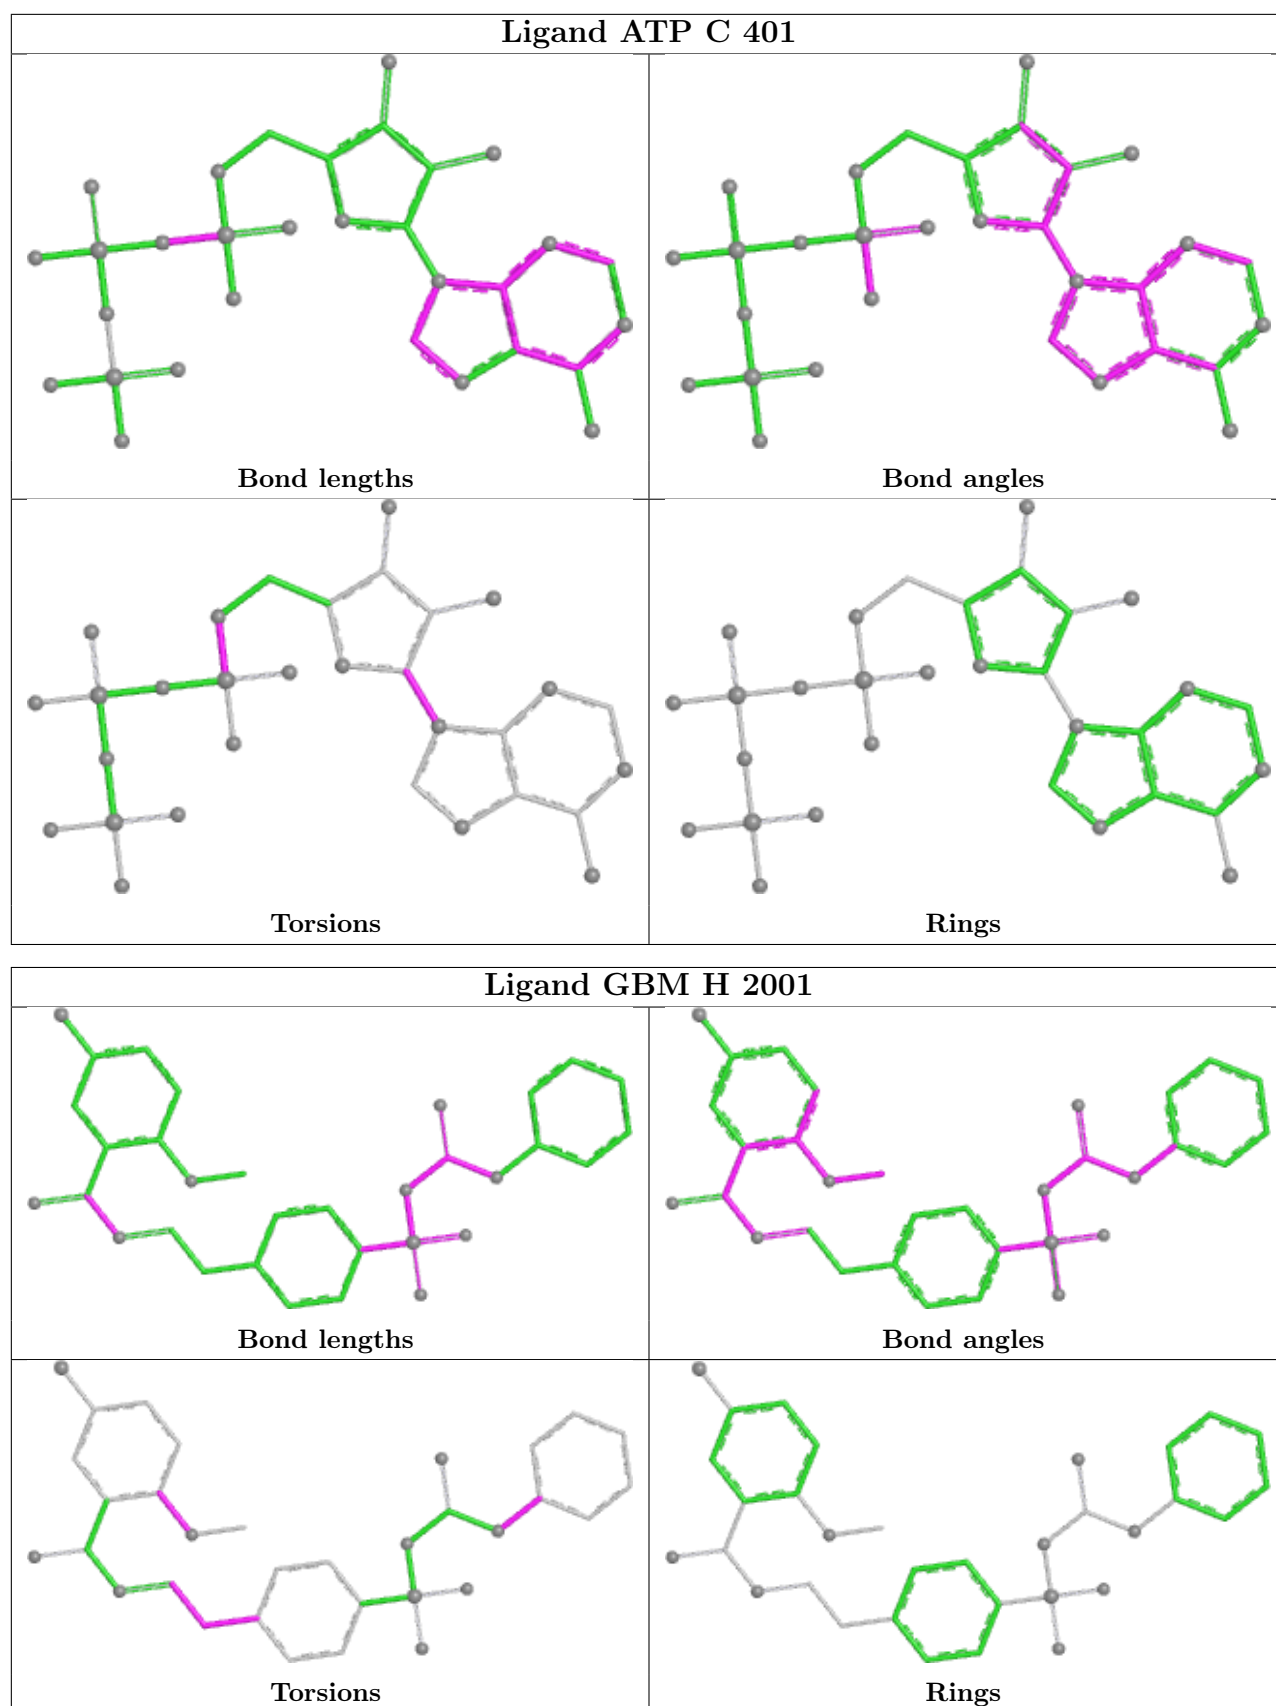 Ligand ATP C 401
Bond lengths
Bond angles
Torsions
Rings
Ligand GBM H 2001
Bond lengths
Bond angles
Torsions
Rings